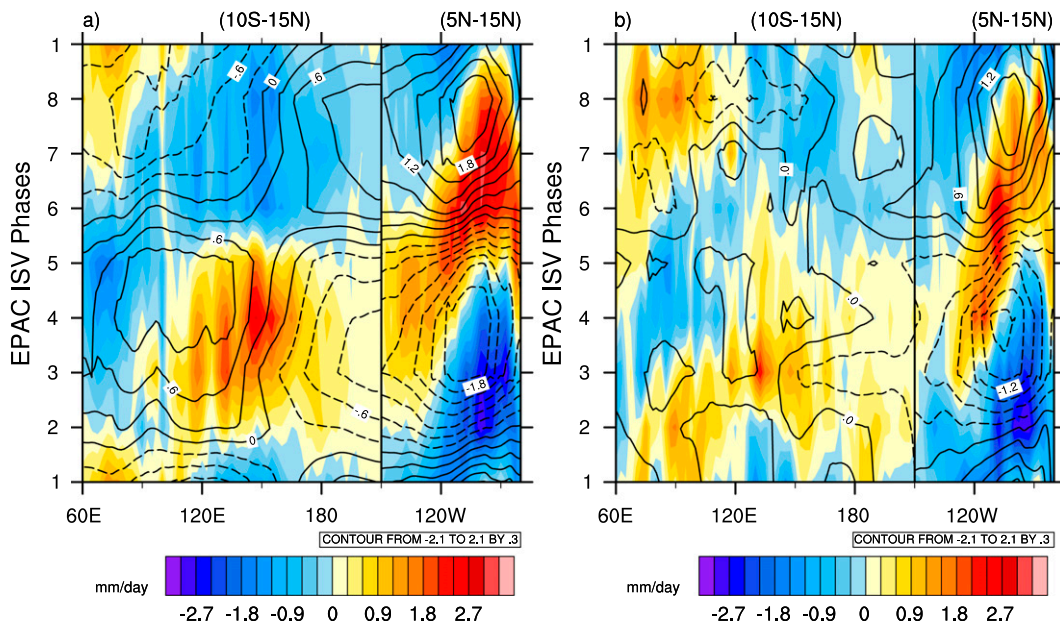 a) (10S-15N) (5N-15N)
b) (10S-15N) (5N-15N)
EPAC ISV Phases
1
8
7
6
5
4
3
2
1
-.6
0
.6
1.2
1.8
.6
.6
0
-.6
-1.8
60E 120E 180 120W
CONTOUR FROM -2.1 TO 2.1 BY .3
mm/day
-2.7 -1.8 -0.9 0 0.9 1.8 2.7
EPAC ISV Phases
1
8
7
6
5
4
3
2
1
1.2
.0
.6
.0
-1.2
.0
60E 120E 180 120W
CONTOUR FROM -2.1 TO 2.1 BY .3
mm/day
-2.7 -1.8 -0.9 0 0.9 1.8 2.7